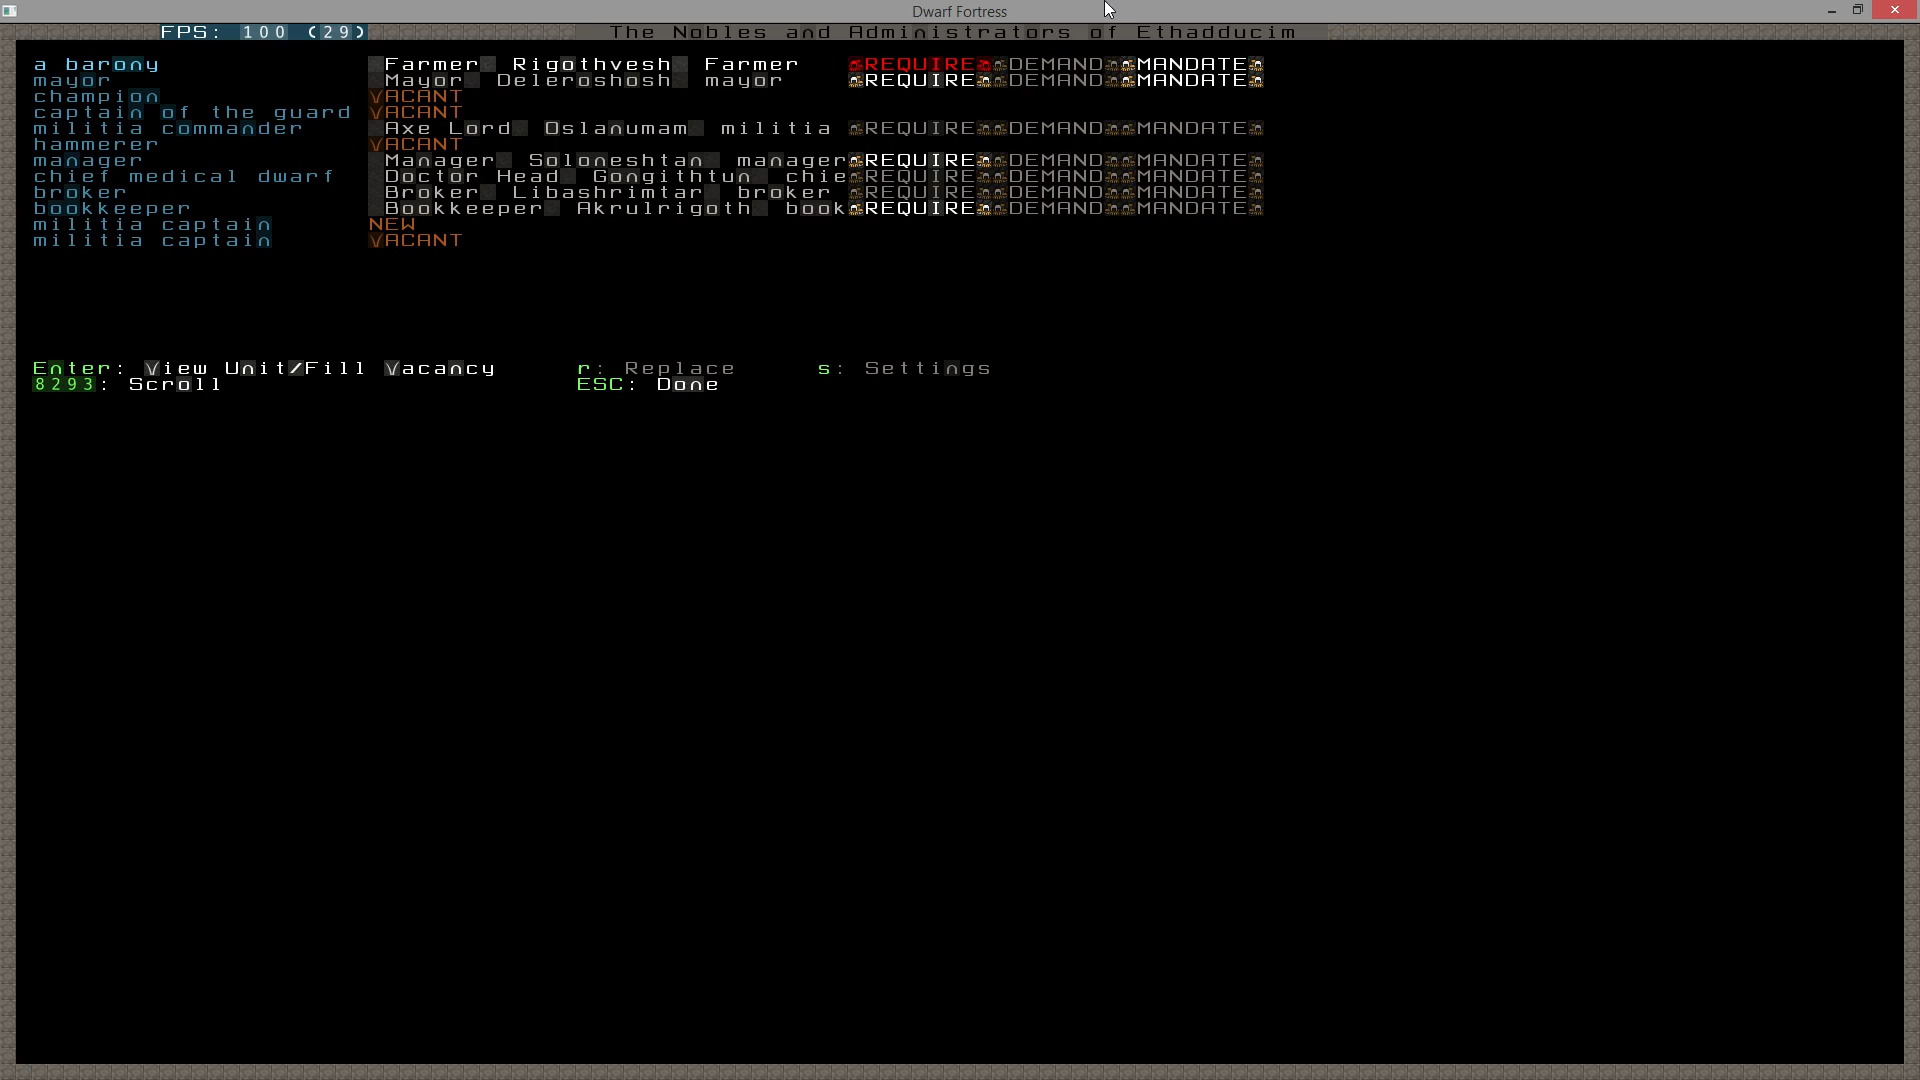 Dwarf Fortress
FPS: 100 (29) The Nobles and Administrators of Ethadducim
a barony Farmer Rigothvesh Farmer REQUIRE DEMAND MANDATE
mayor Mayor Deleroshosh mayor REQUIRE DEMAND MANDATE
champion VACANT
captain of the guard VACANT
militia commander Axe Lord Oslanumam militia REQUIRE DEMAND MANDATE
hammerer VACANT
manager Manager Soloneshtan manager REQUIRE DEMAND MANDATE
chief medical dwarf Doctor Head Gongithtun chie REQUIRE DEMAND MANDATE
broker Broker Libashrimtar broker REQUIRE DEMAND MANDATE
bookkeeper Bookkeeper Akrulrigoth book REQUIRE DEMAND MANDATE
militia captain NEW
militia captain VACANT
Enter: View Unit/Fill Vacancy r: Replace s: Settings
8293: Scroll ESC: Done